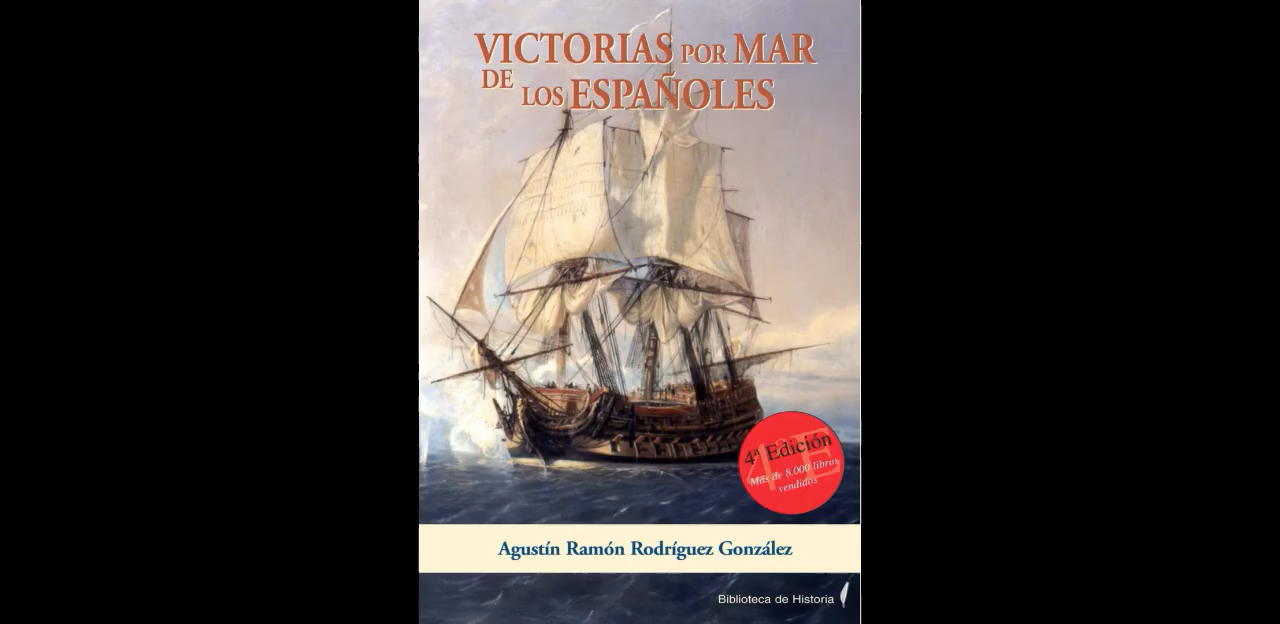 VICTORIAS POR MAR
DE LOS ESPAÑOLES
4ª Edición
Más de 8.000 libros
vendidos
Agustín Ramón Rodríguez González
Biblioteca de Historia